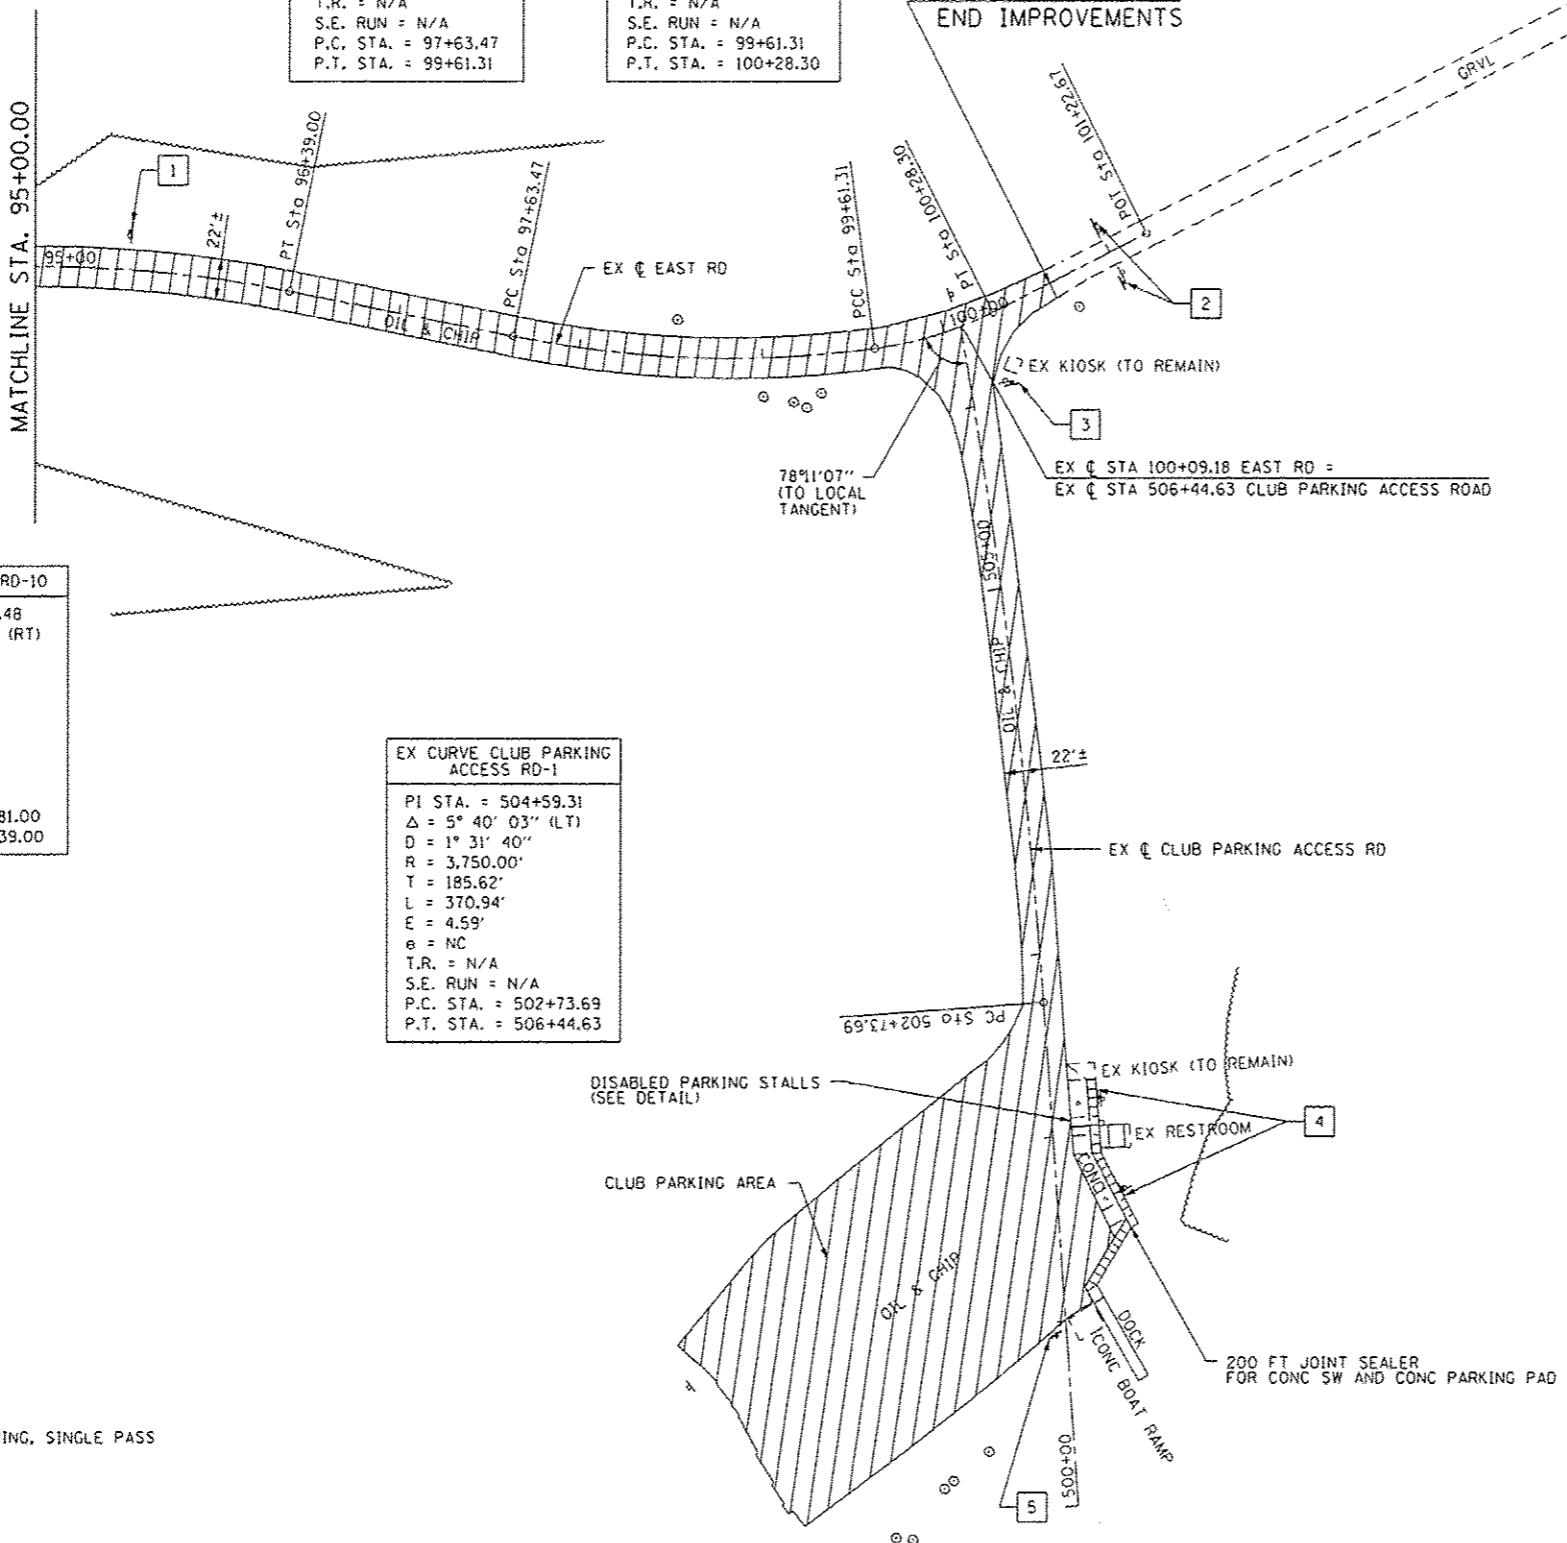 T.R. = N/A
S.E. RUN = N/A
P.C. STA. = 97+63.47
P.T. STA. = 99+61.31
T.R. = N/A
S.E. RUN = N/A
P.C. STA. = 99+61.31
P.T. STA. = 100+28.30
END IMPROVEMENTS
GRVL
MATCHLINE STA. 95+00.00
1
22'±
PT Sta 96+39.00
PC Sta 97+63.47
PCC Sta 99+61.31
PT Sta 100+28.30
POT Sta 101+22.67
95+00
EX ℄ EAST RD
OIL & CHIP
100+00
2
EX KIOSK (TO REMAIN)
3
78°11'07"
(TO LOCAL
TANGENT)
EX ℄ STA 100+09.18 EAST RD =
EX ℄ STA 506+44.63 CLUB PARKING ACCESS ROAD
505+00
OIL & CHIP
RD-10
.48
(RT)
81.00
39.00
EX CURVE CLUB PARKING
ACCESS RD-1
PI STA. = 504+59.31
Δ = 5° 40' 03" (LT)
D = 1° 31' 40"
R = 3,750.00'
T = 185.62'
L = 370.94'
E = 4.59'
e = NC
T.R. = N/A
S.E. RUN = N/A
P.C. STA. = 502+73.69
P.T. STA. = 506+44.63
22'±
EX ℄ CLUB PARKING ACCESS RD
PC Sta 502+73.69
EX KIOSK (TO REMAIN)
DISABLED PARKING STALLS
(SEE DETAIL)
4
EX RESTROOM
CONC
CLUB PARKING AREA
OIL & CHIP
DOCK
CONC BOAT RAMP
200 FT JOINT SEALER
FOR CONC SW AND CONC PARKING PAD
500+00
5
ING, SINGLE PASS